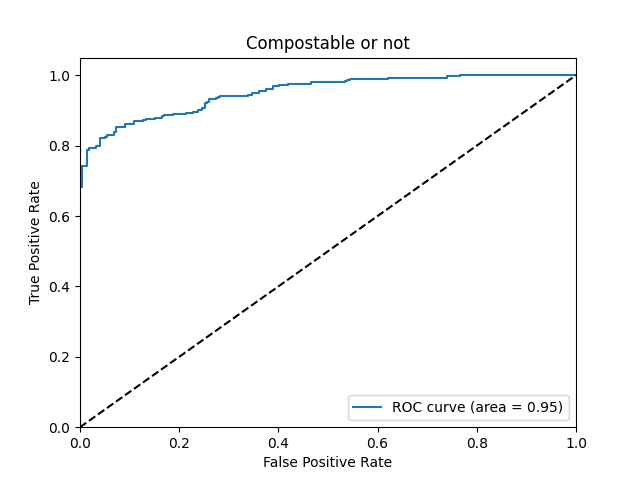 Compostable or not
1.0
0.8
0.6
0.4
0.2
0.0
True Positive Rate
0.0 0.2 0.4 0.6 0.8 1.0
False Positive Rate
ROC curve (area = 0.95)